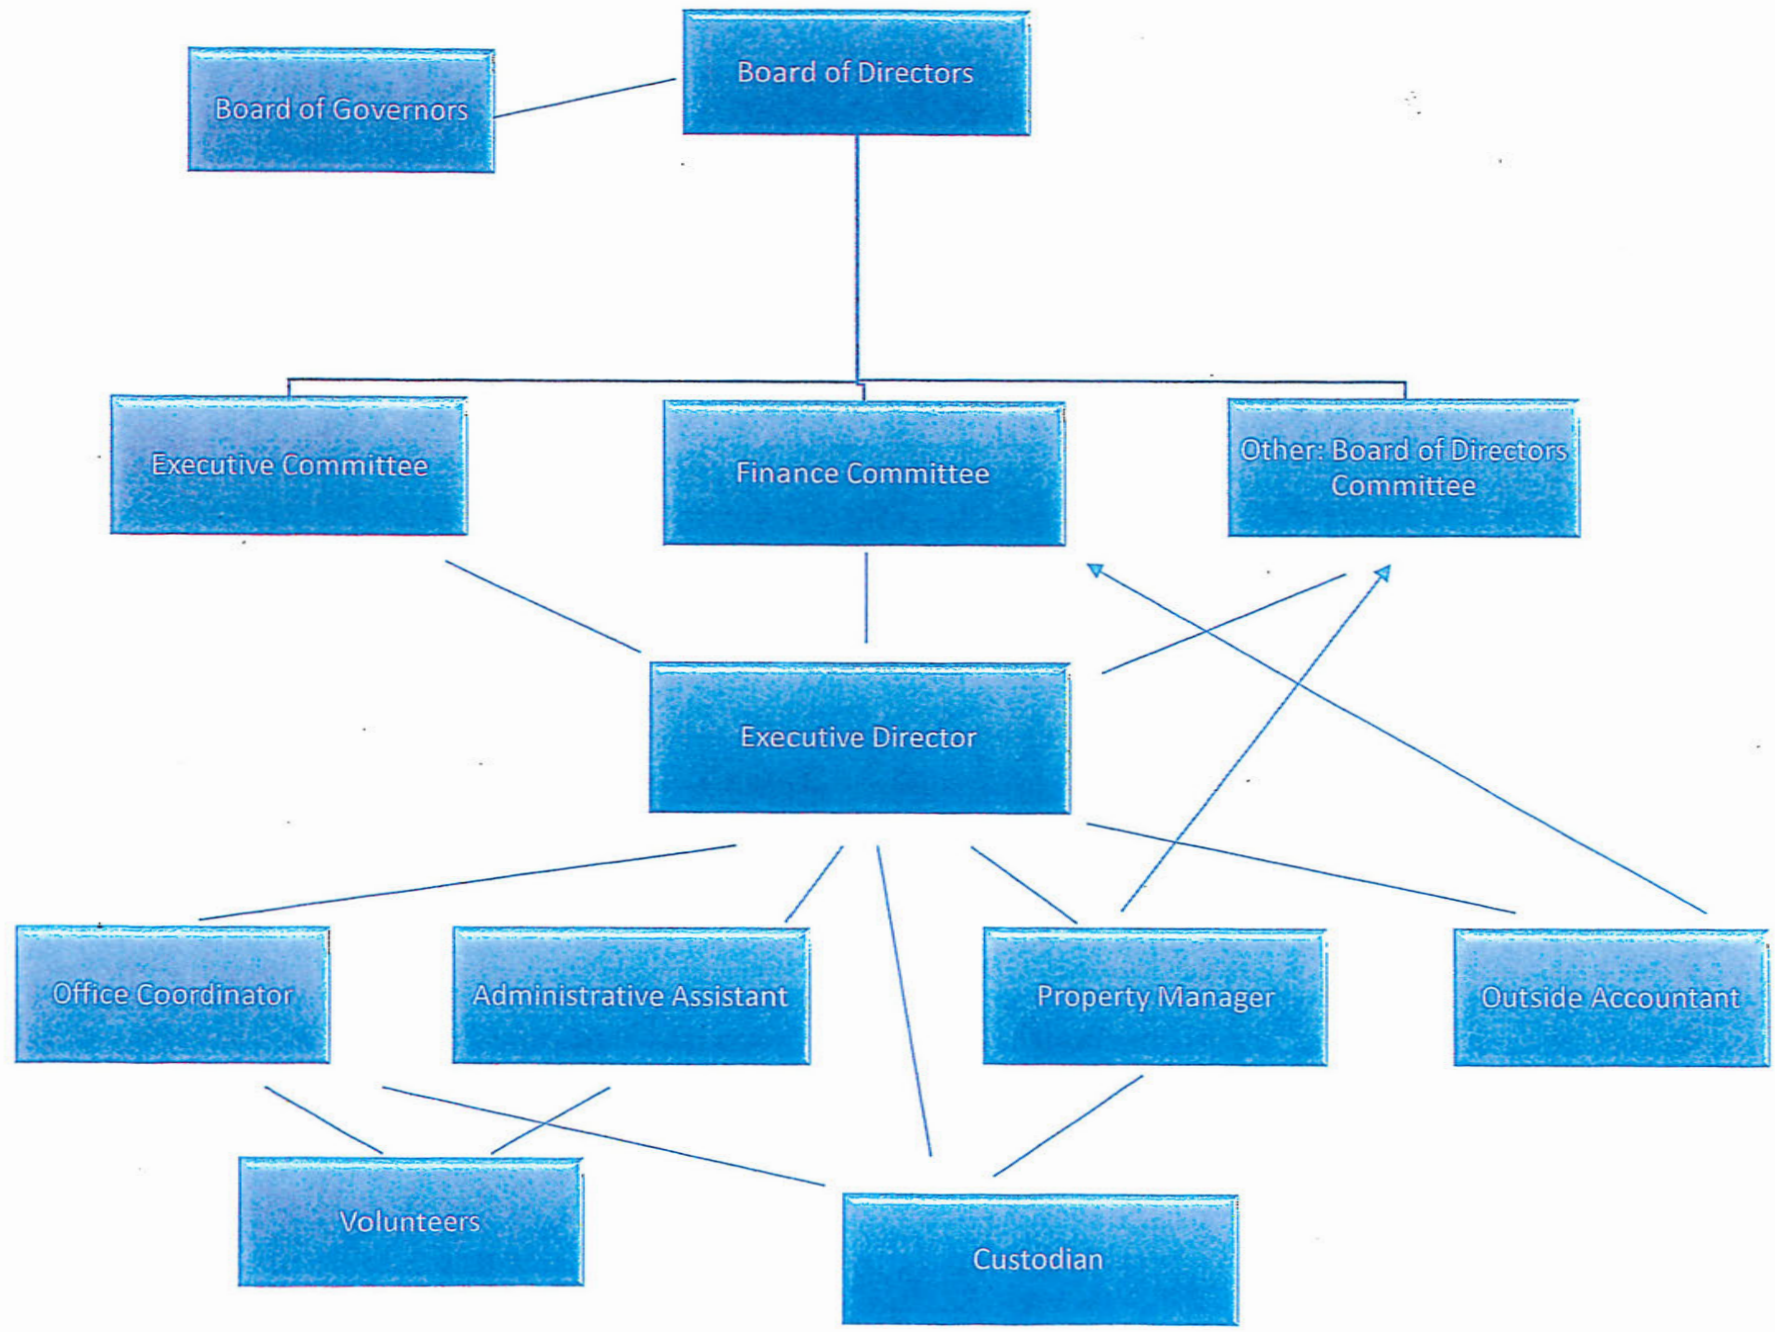 Board of Directors
Board of Governors
Executive Committee
Finance Committee
Other: Board of Directors
Committee
Executive Director
Office Coordinator
Administrative Assistant
Property Manager
Outside Accountant
Volunteers
Custodian